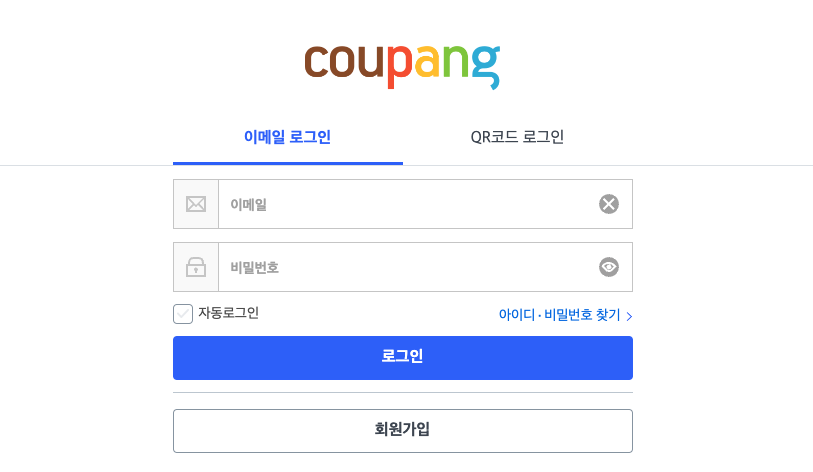 coupang
이메일 로그인
QR코드 로그인
이메일
비밀번호
자동로그인
아이디·비밀번호 찾기 >
로그인
회원가입